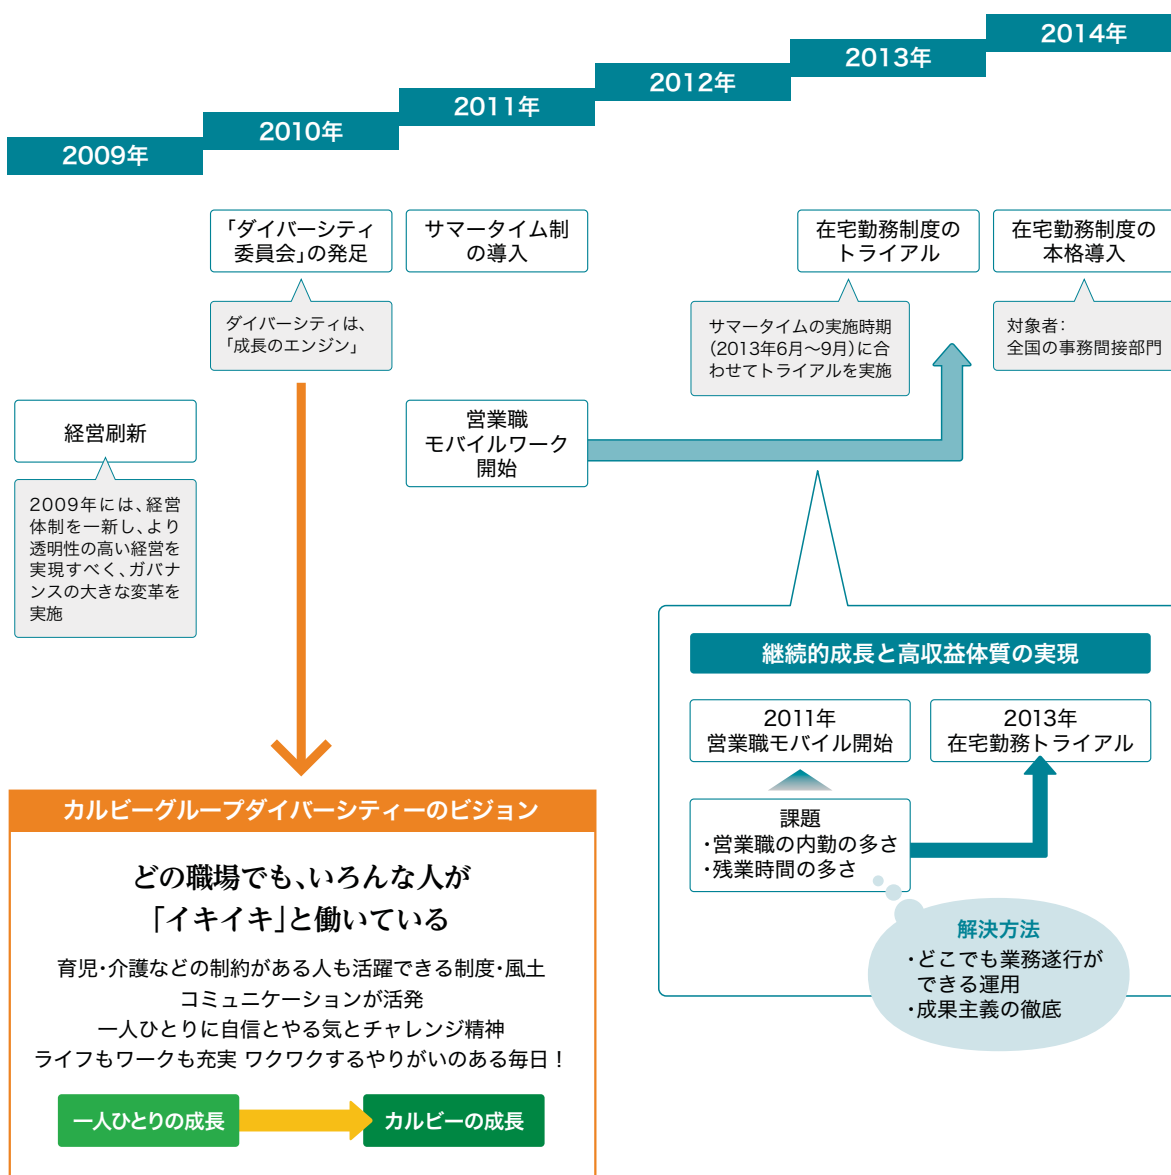 2009年
2010年
2011年
2012年
2013年
2014年
「ダイバーシティ
委員会」の発足
ダイバーシティは、
「成長のエンジン」
サマータイム制
の導入
在宅勤務制度の
トライアル
サマータイムの実施時期
(2013年6月～9月)に合
わせてトライアルを実施
在宅勤務制度の
本格導入
対象者：
全国の事務間接部門
経営刷新
2009年には、経営
体制を一新し、より
透明性の高い経営を
実現すべく、ガバナ
ンスの大きな変革を
実施
営業職
モバイルワーク
開始
継続的成長と高収益体質の実現
2011年
営業職モバイル開始
2013年
在宅勤務トライアル
課題
・営業職の内勤の多さ
・残業時間の多さ
解決方法
・どこでも業務遂行が
できる運用
・成果主義の徹底
カルビーグループダイバーシティーのビジョン
どの職場でも、いろんな人が
「イキイキ」と働いている
育児・介護などの制約がある人も活躍できる制度・風土
コミュニケーションが活発
一人ひとりに自信とやる気とチャレンジ精神
ライフもワークも充実 ワクワクするやりがいのある毎日！
一人ひとりの成長
カルビーの成長